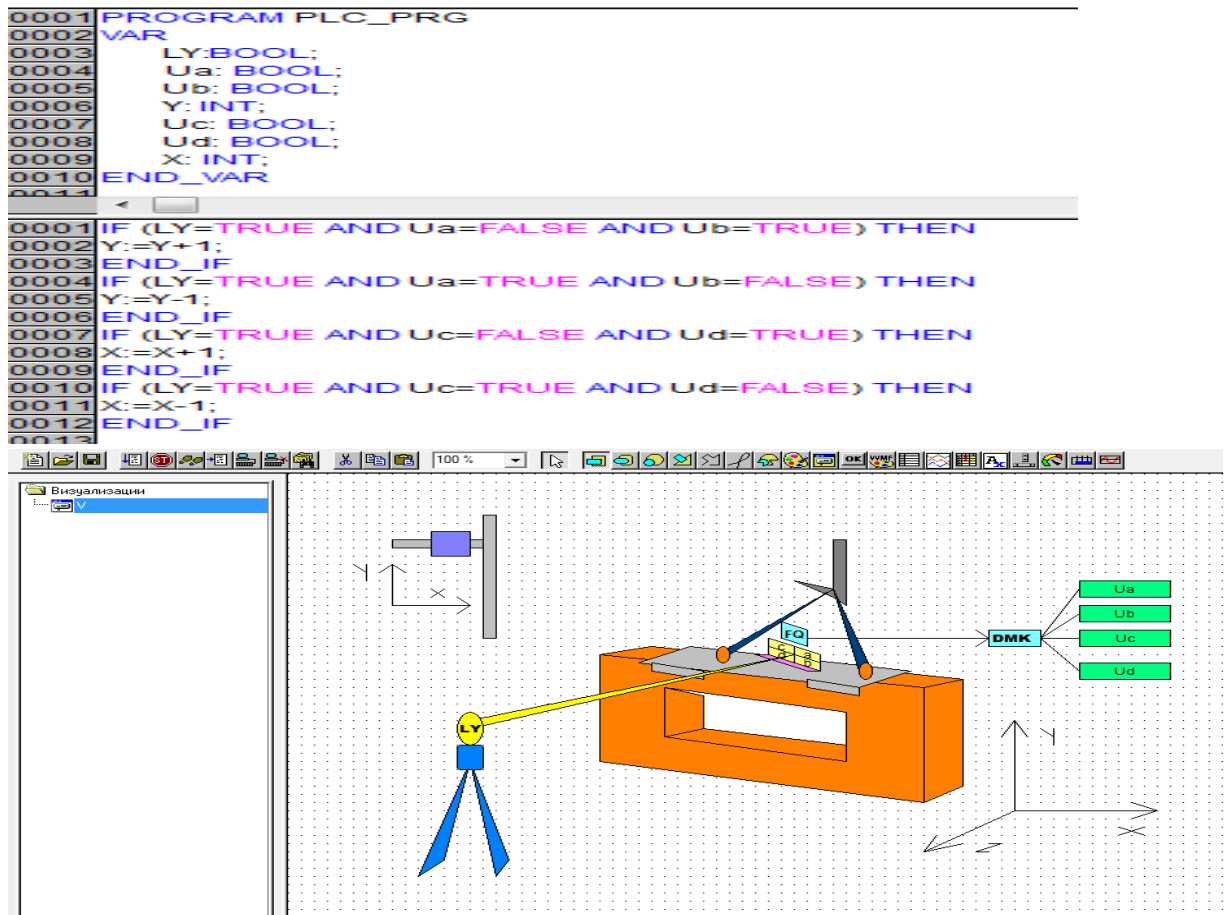 0001 PROGRAM PLC_PRG
0002 VAR
0003 LY:BOOL;
0004 Ua: BOOL;
0005 Ub: BOOL;
0006 Y: INT;
0007 Uc: BOOL;
0008 Ud: BOOL;
0009 X: INT;
0010 END_VAR
0011
0001 IF (LY=TRUE AND Ua=FALSE AND Ub=TRUE) THEN
0002 Y:=Y+1;
0003 END_IF
0004 IF (LY=TRUE AND Ua=TRUE AND Ub=FALSE) THEN
0005 Y:=Y-1;
0006 END_IF
0007 IF (LY=TRUE AND Uc=FALSE AND Ud=TRUE) THEN
0008 X:=X+1;
0009 END_IF
0010 IF (LY=TRUE AND Uc=TRUE AND Ud=FALSE) THEN
0011 X:=X-1;
0012 END_IF
0013
100 %
Визуализации
V
Y
X
FQ
c
d
a
b
DMK
Ua
Ub
Uc
Ud
LY
Y
X
Z